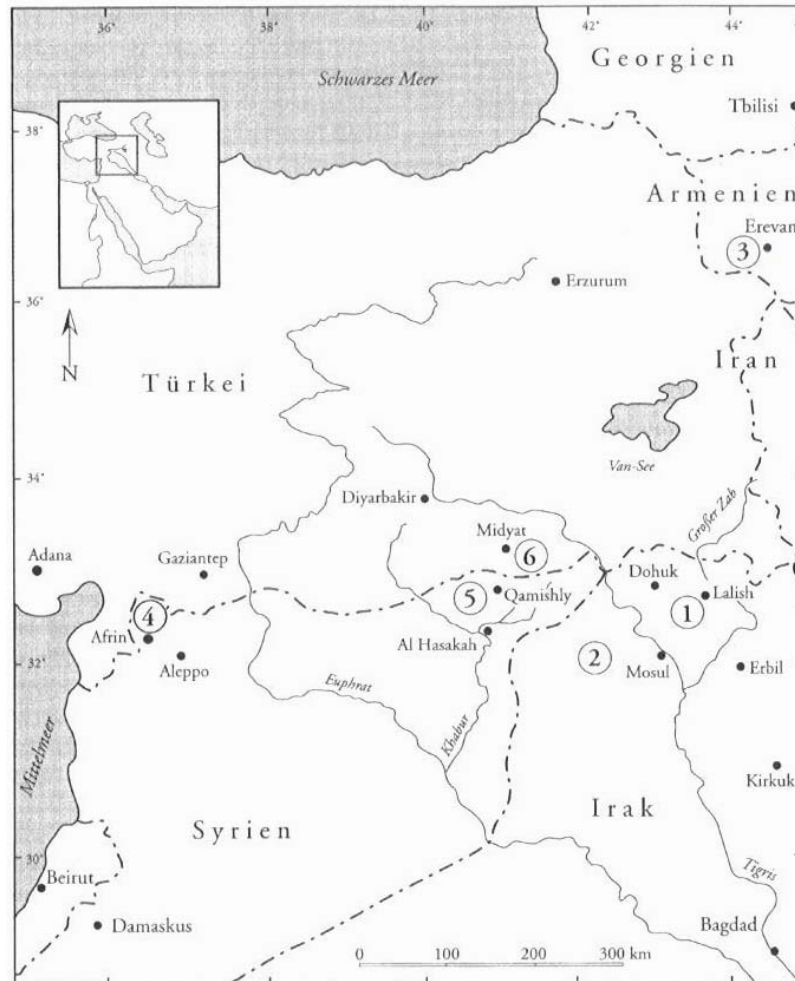 36° 38° 40° 42° 44°
Georgien
Schwarzes Meer
Tbilisi
38°
Armenien
Erevan
3
36°
Erzurum
N
Iran
Türkei
Van-See
34°
Diyarbakir
Großer Zab
Midyat
6
Adana
Gaziantep
Dohuk
5
Qamishly
Lalish
4
1
Afrin
Al Hasakah
2
32°
Aleppo
Mosul
Erbil
Euphrat
Khabur
Mittelmeer
Kirkuk
Syrien
Irak
30°
Tigris
Beirut
Damaskus
Bagdad
0 100 200 300 km